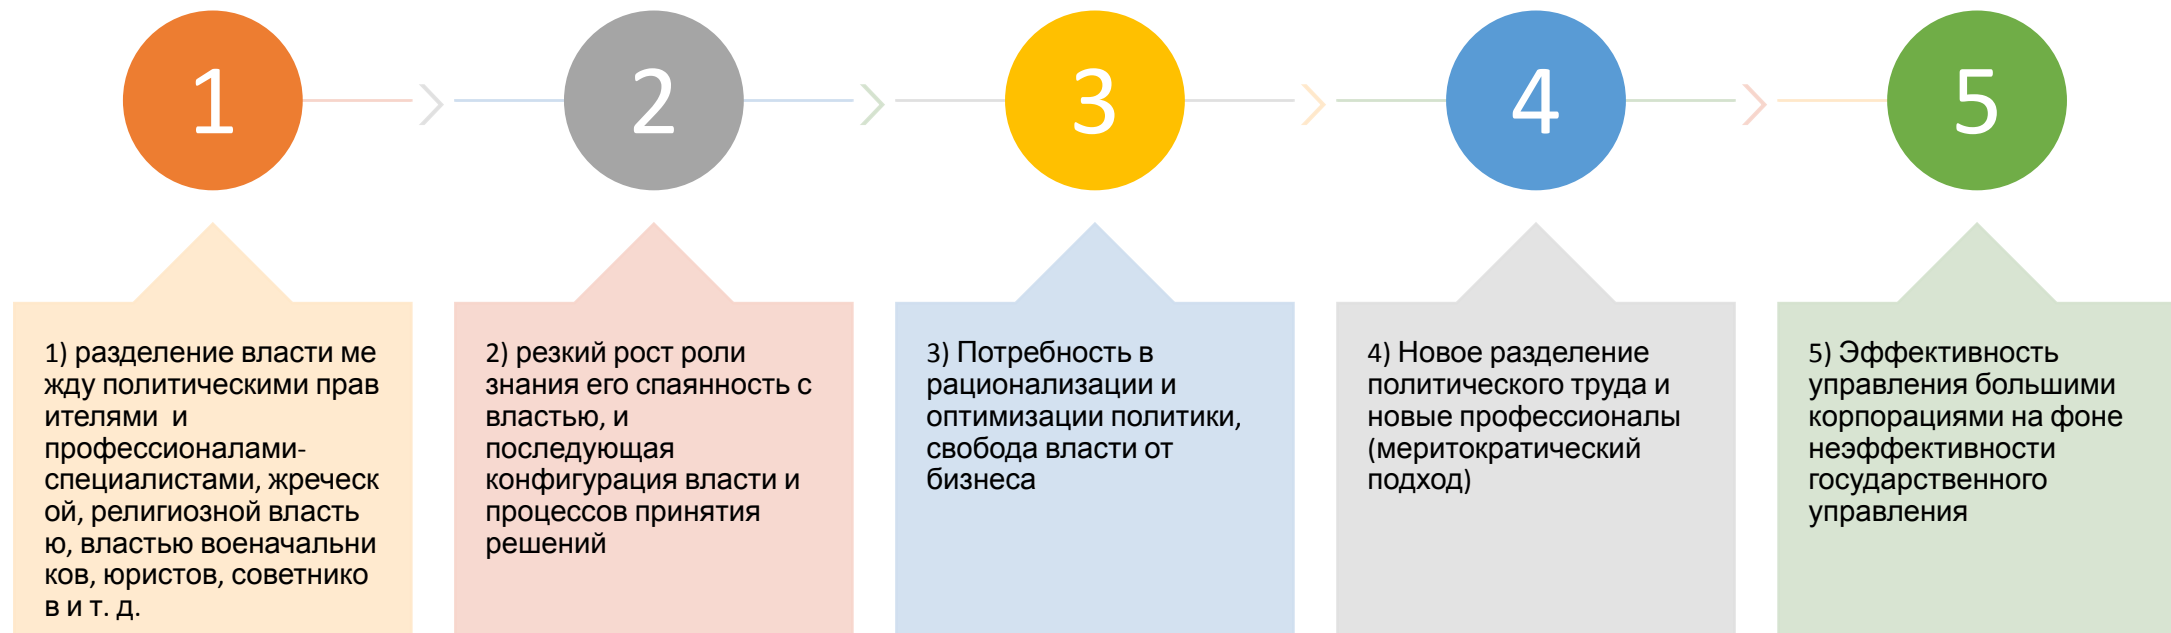 1
2
3
4
5
1) разделение власти ме
жду политическими прав
ителями  и
профессионалами-
специалистами, жреческ
ой, религиозной власть
ю, властью военачальни
ков, юристов, советнико
в и т. д.
2) резкий рост роли
знания его спаянность с
властью, и
последующая
конфигурация власти и
процессов принятия
решений
3) Потребность в
рационализации и
оптимизации политики,
свобода власти от
бизнеса
4) Новое разделение
политического труда и
новые профессионалы
(меритократический
подход)
5) Эффективность
управления большими
корпорациями на фоне
неэффективности
государственного
управления